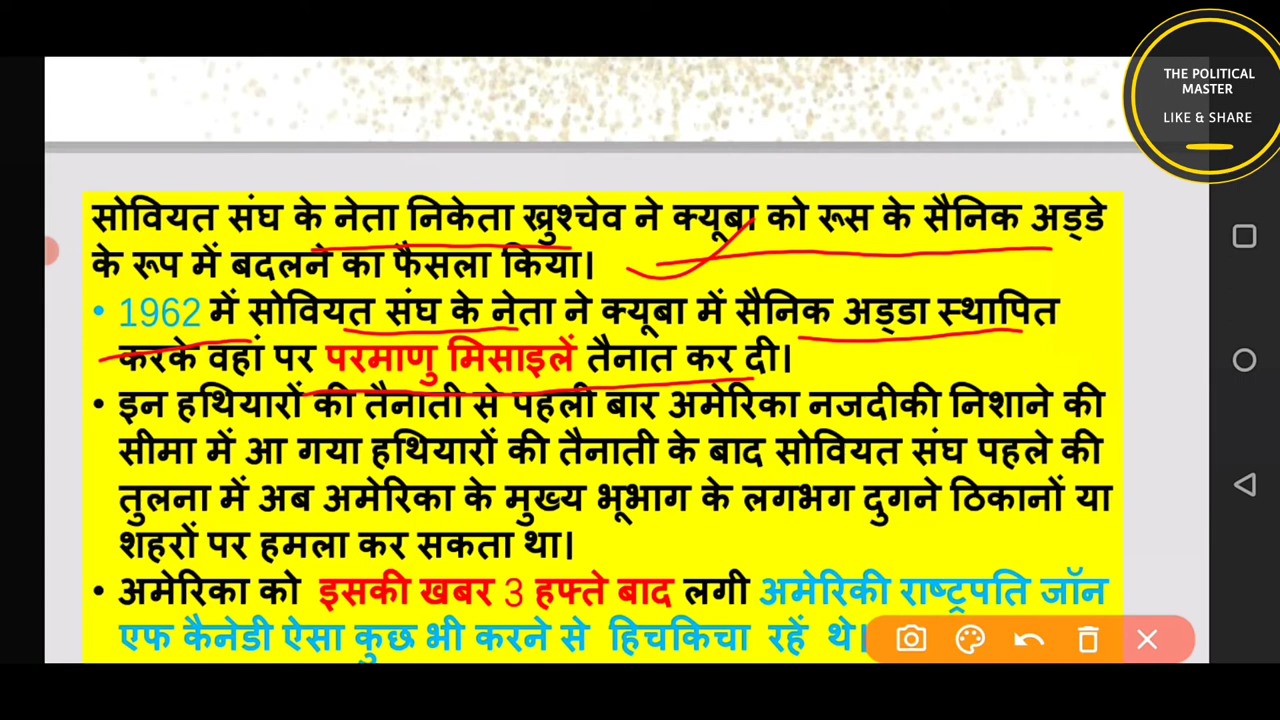 THE POLITICAL
MASTER
LIKE & SHARE
सोवियत संघ के नेता निकेता ख्रुश्चेव ने क्यूबा को रूस के सैनिक अड्डे
के रूप में बदलने का फैसला किया।
• 1962 में सोवियत संघ के नेता ने क्यूबा में सैनिक अड्डा स्थापित
करके वहां पर परमाणु मिसाइलें तैनात कर दी।
• इन हथियारों की तैनाती से पहली बार अमेरिका नजदीकी निशाने की
सीमा में आ गया हथियारों की तैनाती के बाद सोवियत संघ पहले की
तुलना में अब अमेरिका के मुख्य भूभाग के लगभग दुगने ठिकानों या
शहरों पर हमला कर सकता था।
• अमेरिका को इसकी खबर 3 हफ्ते बाद लगी अमेरिकी राष्ट्रपति जॉन
एफ कैनेडी ऐसा कुछ भी करने से हिचकिचा रहें थे।